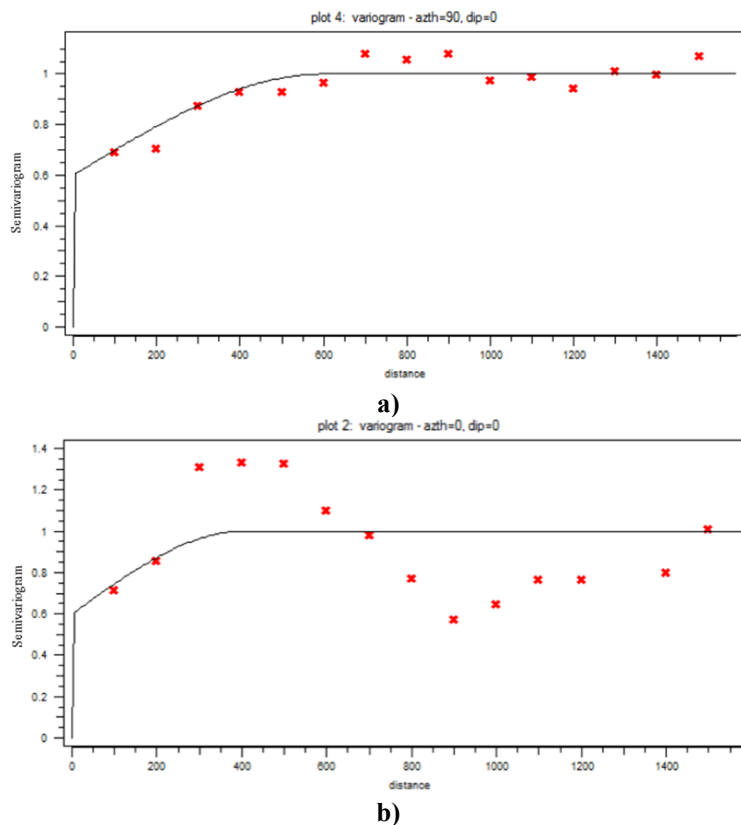 plot 4: variogram - azth=90, dip=0
1
0.8
0.6
0.4
0.2
0
Semivariogram
0 200 400 600 800 1000 1200 1400
distance
a)
plot 2: variogram - azth=0, dip=0
1.4
1.2
1
0.8
0.6
0.4
0.2
0
Semivariogram
0 200 400 600 800 1000 1200 1400
distance
b)